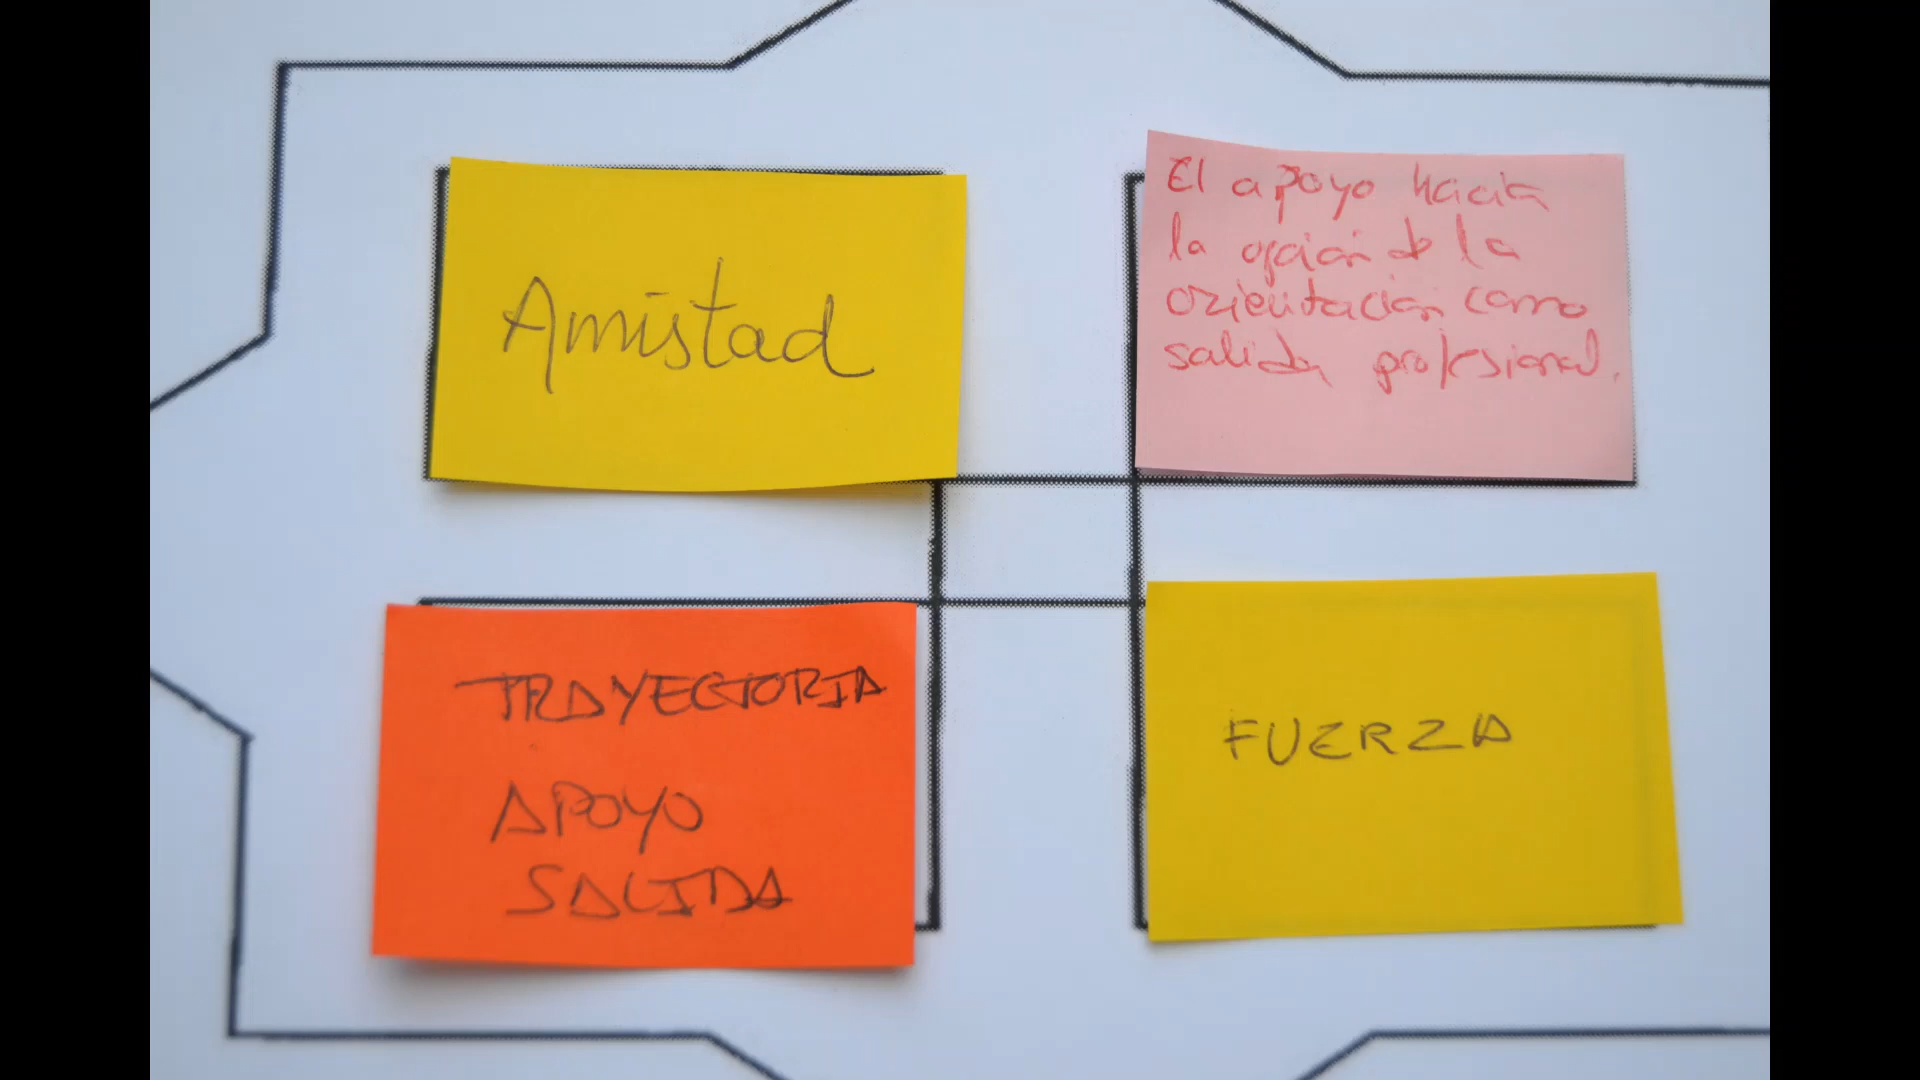 Amistad
El apoyo hacia
la opción de la
orientación como
salida profesional.
TRAYECTORIA
APOYO
SALIDA
FUERZA